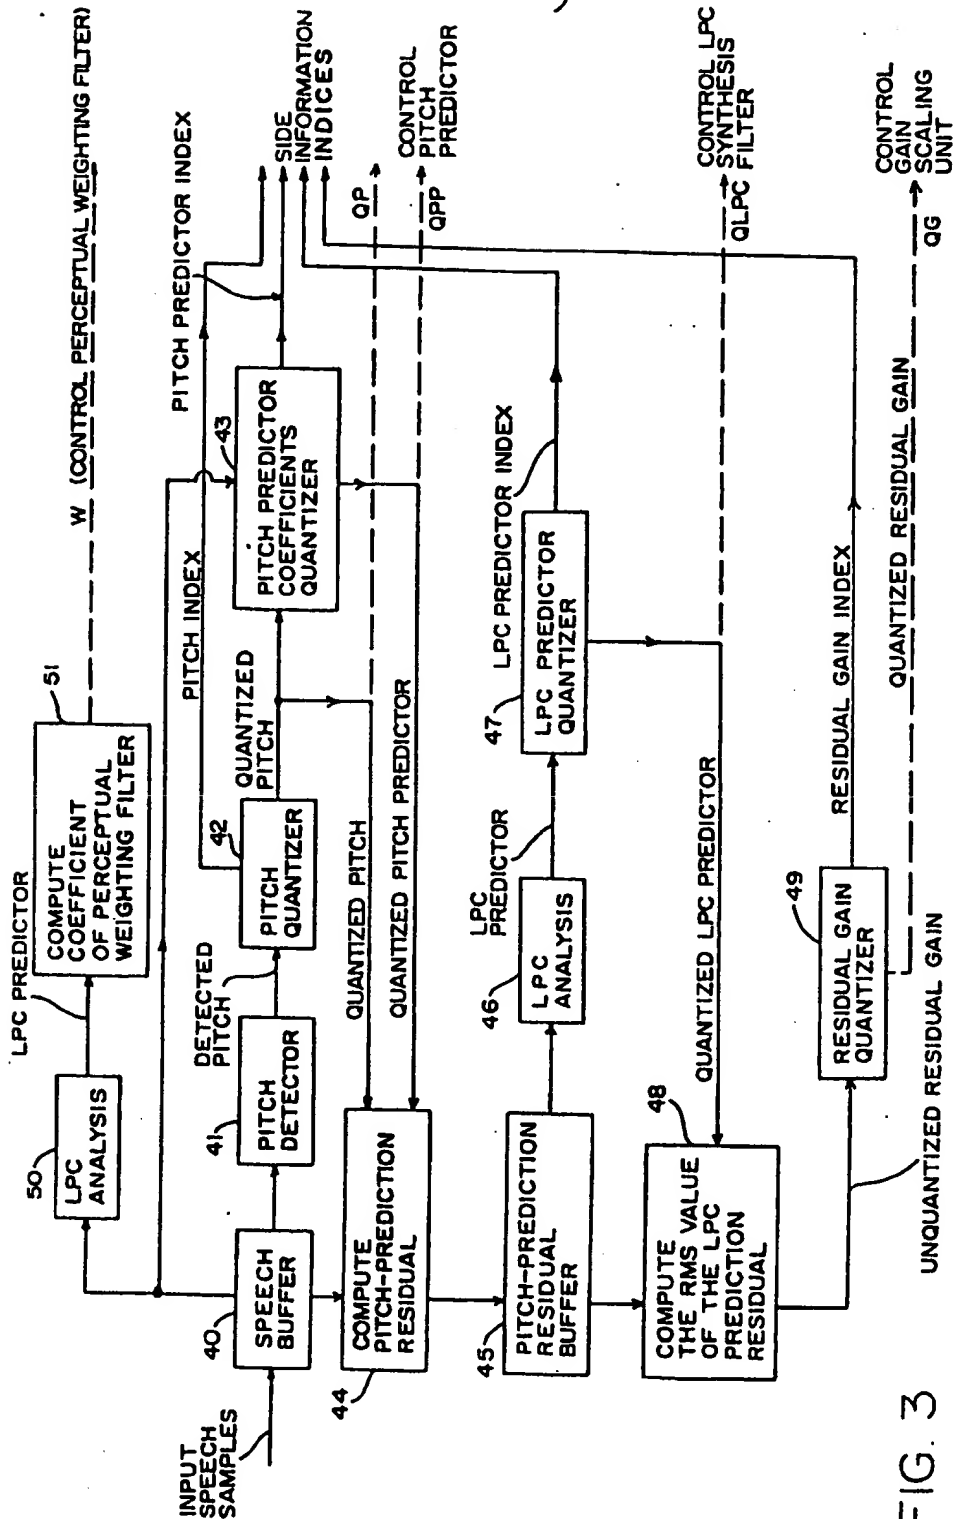 LPC PREDICTOR
50
LPC
ANALYSIS
51
COMPUTE
COEFFICIENT
OF PERCEPTUAL
WEIGHTING FILTER
W (CONTROL PERCEPTUAL WEIGHTING FILTER)
INPUT
SPEECH
SAMPLES
40
SPEECH
BUFFER
41
PITCH
DETECTOR
DETECTED
PITCH
42
PITCH
QUANTIZER
PITCH INDEX
QUANTIZED
PITCH
43
PITCH PREDICTOR
COEFFICIENTS
QUANTIZER
PITCH PREDICTOR INDEX
SIDE
INFORMATION
INDICES
44
COMPUTE
PITCH-PREDICTION
RESIDUAL
QUANTIZED PITCH
QUANTIZED PITCH PREDICTOR
QP
QPP
CONTROL
PITCH
PREDICTOR
45
PITCH-PREDICTION
RESIDUAL
BUFFER
46
LPC
ANALYSIS
LPC
PREDICTOR
47
LPC PREDICTOR
QUANTIZER
LPC PREDICTOR INDEX
48
COMPUTE
THE RMS VALUE
OF THE LPC
PREDICTION
RESIDUAL
QUANTIZED LPC PREDICTOR
QLPC
CONTROL LPC
SYNTHESIS
FILTER
49
RESIDUAL GAIN
QUANTIZER
RESIDUAL GAIN INDEX
QUANTIZED RESIDUAL GAIN
QG
CONTROL
GAIN
SCALING
UNIT
UNQUANTIZED RESIDUAL GAIN
FIG. 3